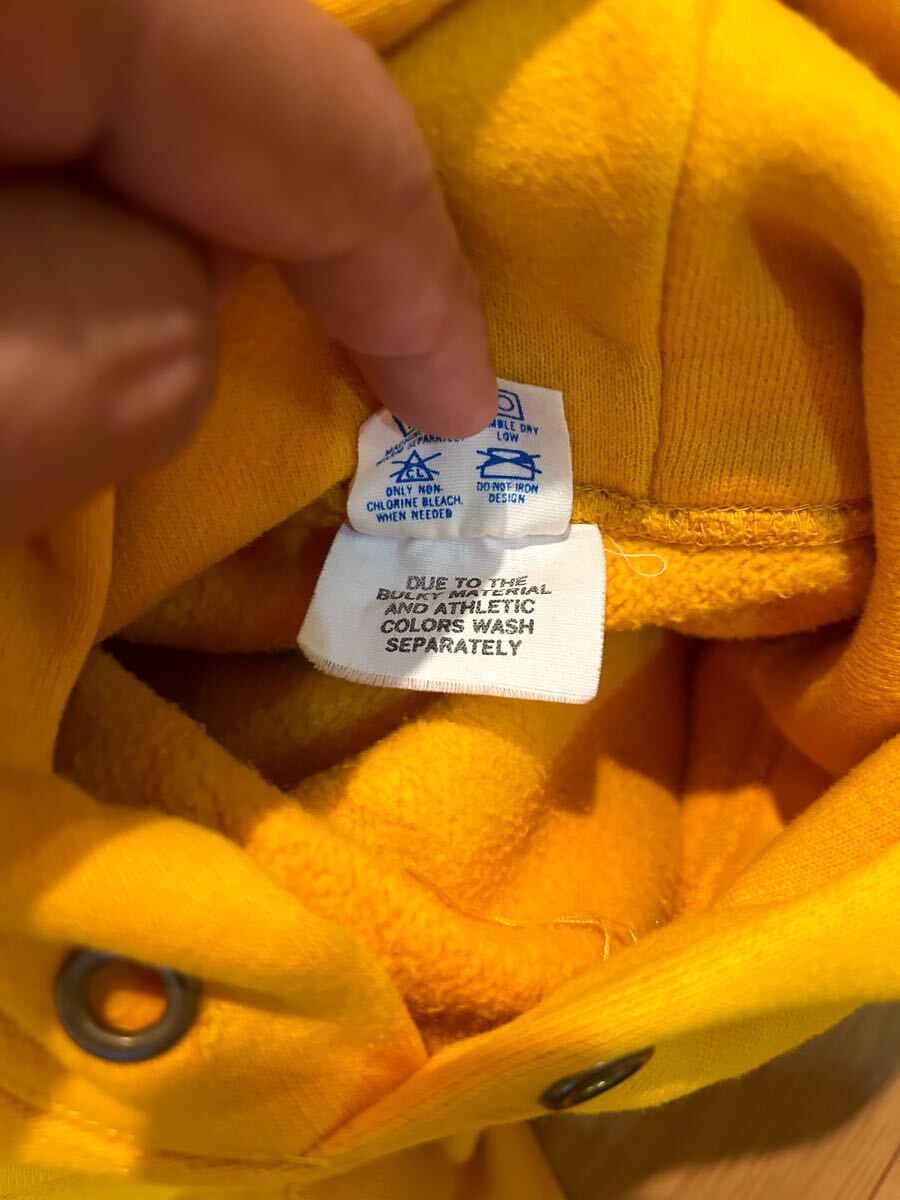 DRY
LOW
CL
ONLY NON-
CHLORINE BLEACH,
WHEN NEEDED
DO NOT IRON
DESIGN
DUE TO THE
BULKY MATERIAL
AND ATHLETIC
COLORS WASH
SEPARATELY